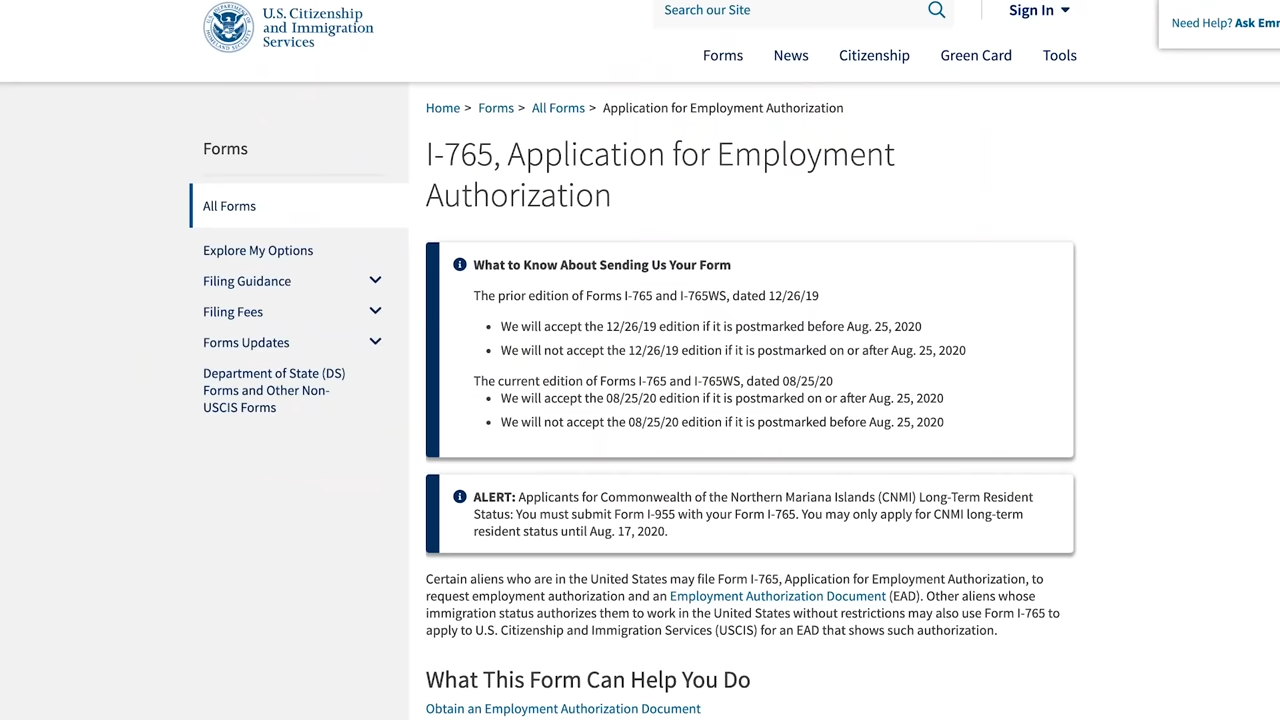 U.S. Citizenship
and Immigration
Services
Search our Site
Sign In
Need Help? Ask
Forms
News
Citizenship
Green Card
Tools
Home > Forms > All Forms > Application for Employment Authorization
Forms
All Forms
Explore My Options
Filing Guidance
Filing Fees
Forms Updates
Department of State (DS)
Forms and Other Non-
USCIS Forms
I-765, Application for Employment
Authorization
What to Know About Sending Us Your Form
The prior edition of Forms I-765 and I-765WS, dated 12/26/19
• We will accept the 12/26/19 edition if it is postmarked before Aug. 25, 2020
• We will not accept the 12/26/19 edition if it is postmarked on or after Aug. 25, 2020
The current edition of Forms I-765 and I-765WS, dated 08/25/20
• We will accept the 08/25/20 edition if it is postmarked on or after Aug. 25, 2020
• We will not accept the 08/25/20 edition if it is postmarked before Aug. 25, 2020
ALERT: Applicants for Commonwealth of the Northern Mariana Islands (CNMI) Long-Term Resident
Status: You must submit Form I-955 with your Form I-765. You may only apply for CNMI long-term
resident status until Aug. 17, 2020.
Certain aliens who are in the United States may file Form I-765, Application for Employment Authorization, to
request employment authorization and an Employment Authorization Document (EAD). Other aliens whose
immigration status authorizes them to work in the United States without restrictions may also use Form I-765 to
apply to U.S. Citizenship and Immigration Services (USCIS) for an EAD that shows such authorization.
What This Form Can Help You Do
Obtain an Employment Authorization Document